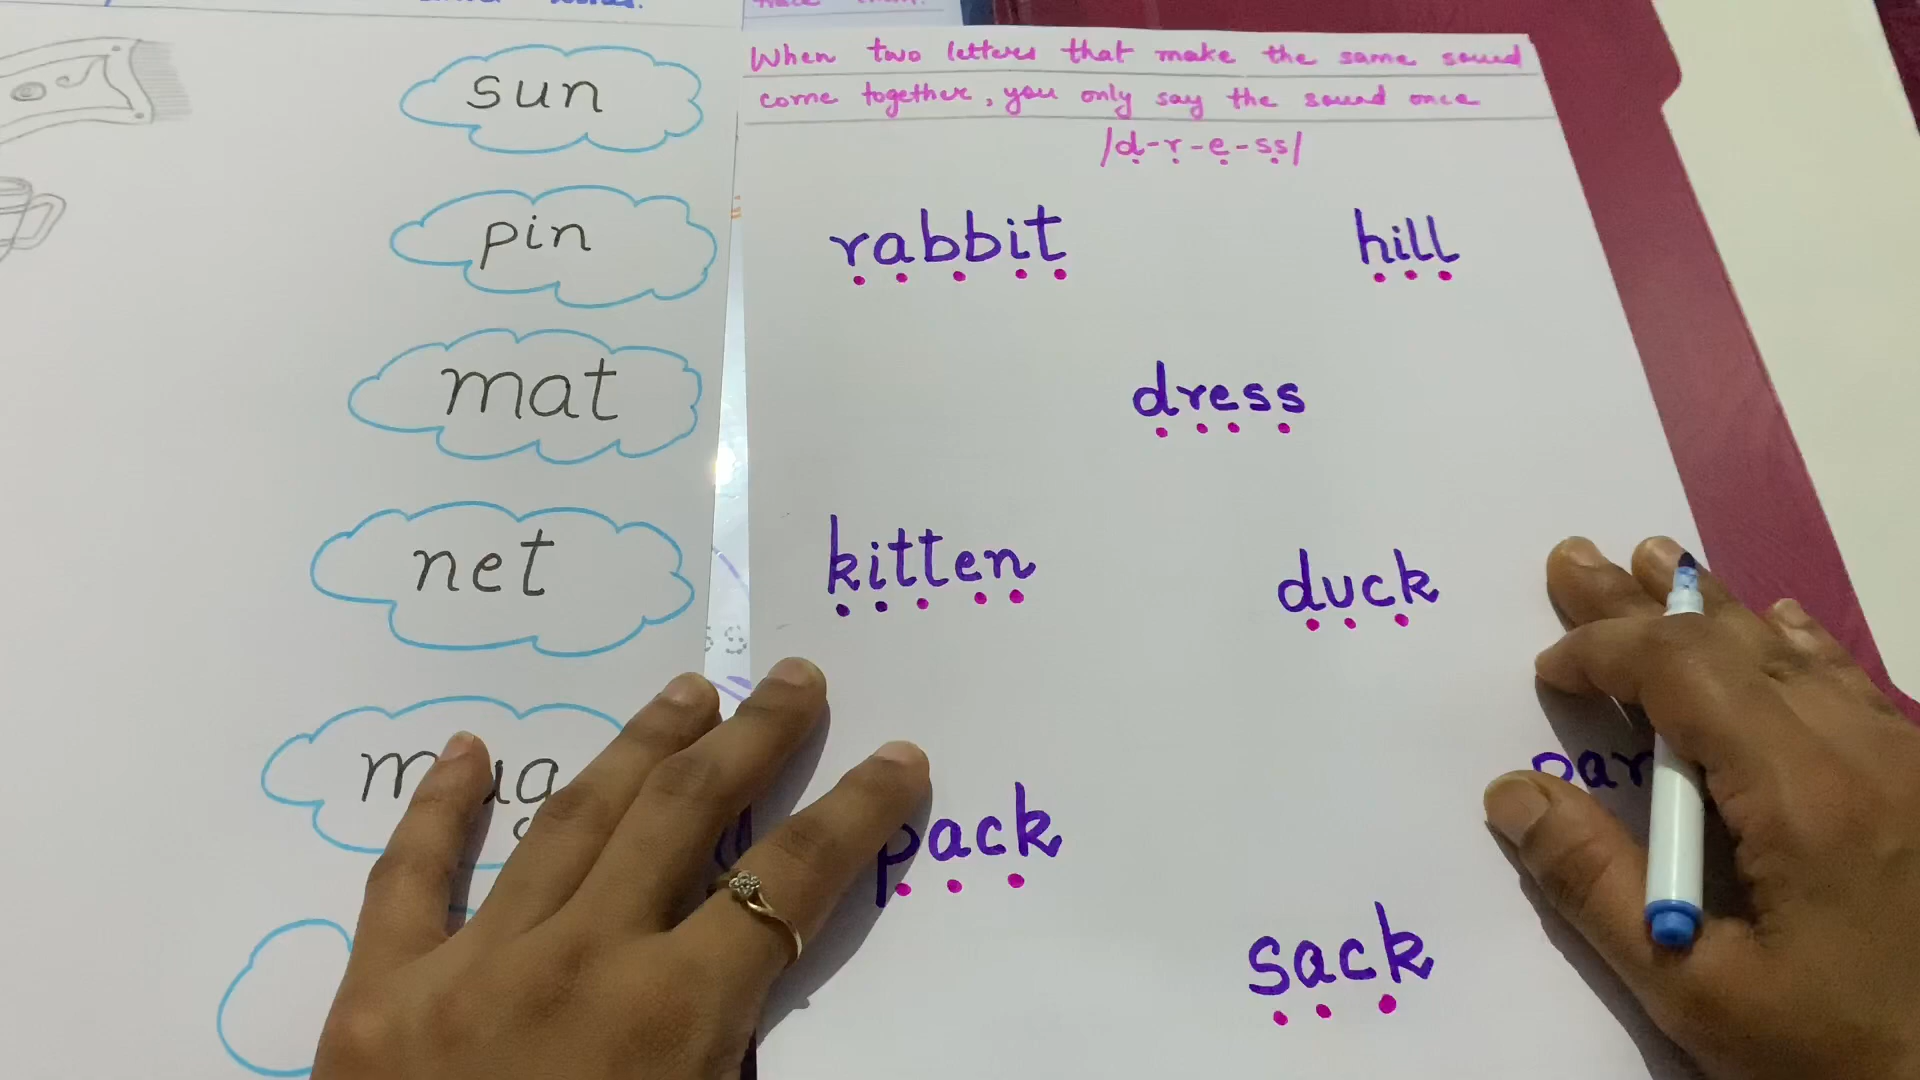 sun
pin
mat
net
When two letters that make the same sound
come together, you only say the sound once
/d-r-e-ss/
rabbit
hill
dress
kitten
duck
pack
sack